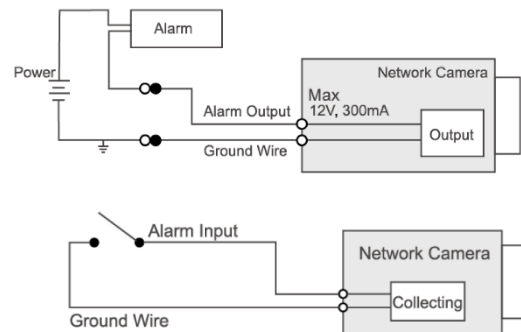 Alarm
Power
Network Camera
Max
12V, 300mA
Alarm Output
Output
Ground Wire
Alarm Input
Network Camera
Collecting
Ground Wire